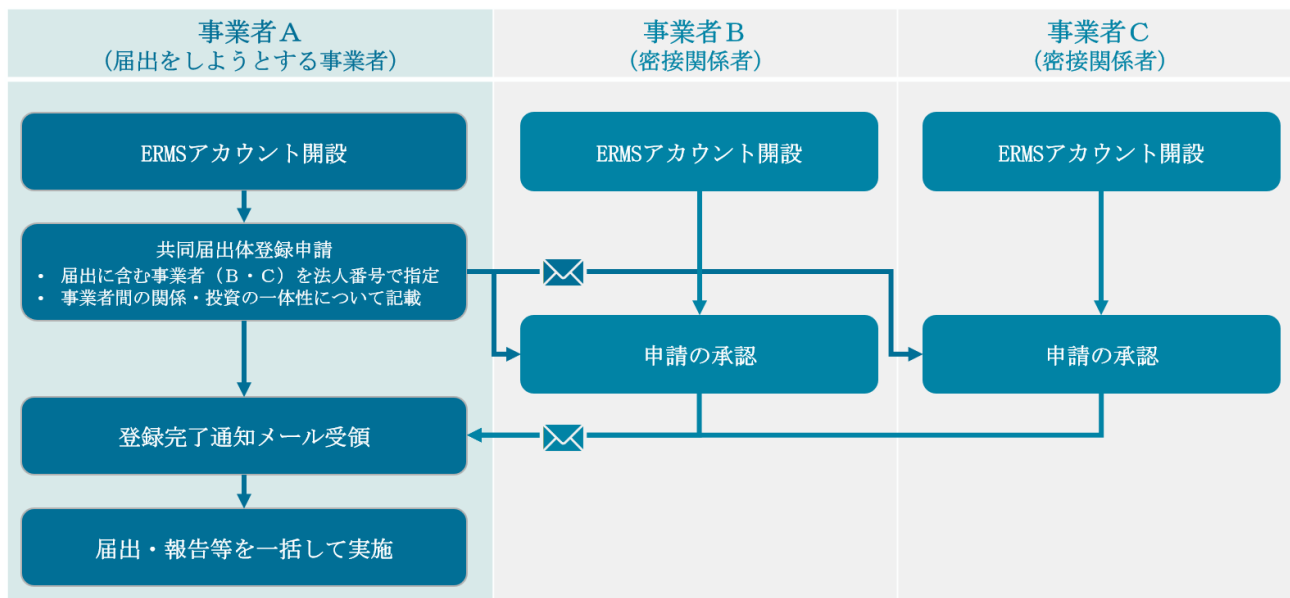 事業者Ａ
（届出をしようとする事業者）
事業者Ｂ
（密接関係者）
事業者Ｃ
（密接関係者）
ERMSアカウント開設
ERMSアカウント開設
ERMSアカウント開設
共同届出体登録申請
• 届出に含む事業者（Ｂ・Ｃ）を法人番号で指定
• 事業者間の関係・投資の一体性について記載
申請の承認
申請の承認
登録完了通知メール受領
届出・報告等を一括して実施